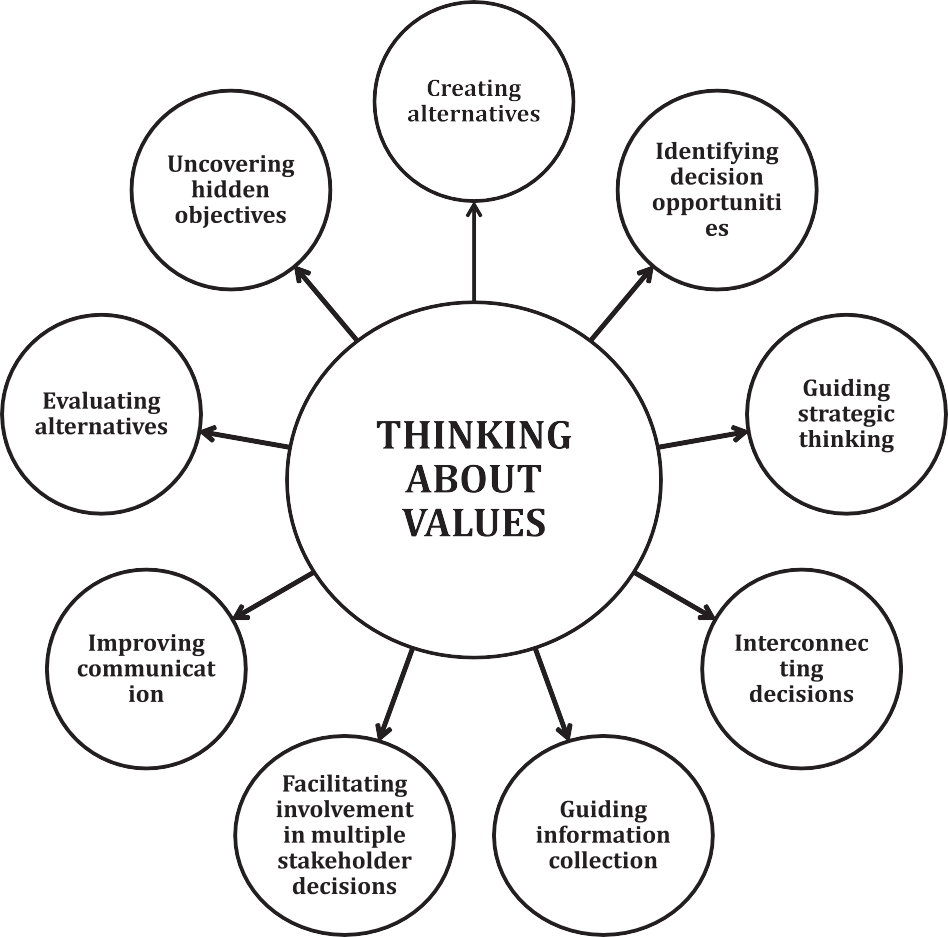 Creating
alternatives
Identifying
decision
opportuniti
es
Guiding
strategic
thinking
Interconnec
ting
decisions
Guiding
information
collection
Facilitating
involvement
in multiple
stakeholder
decisions
Improving
communicat
ion
Evaluating
alternatives
Uncovering
hidden
objectives
THINKING
ABOUT
VALUES